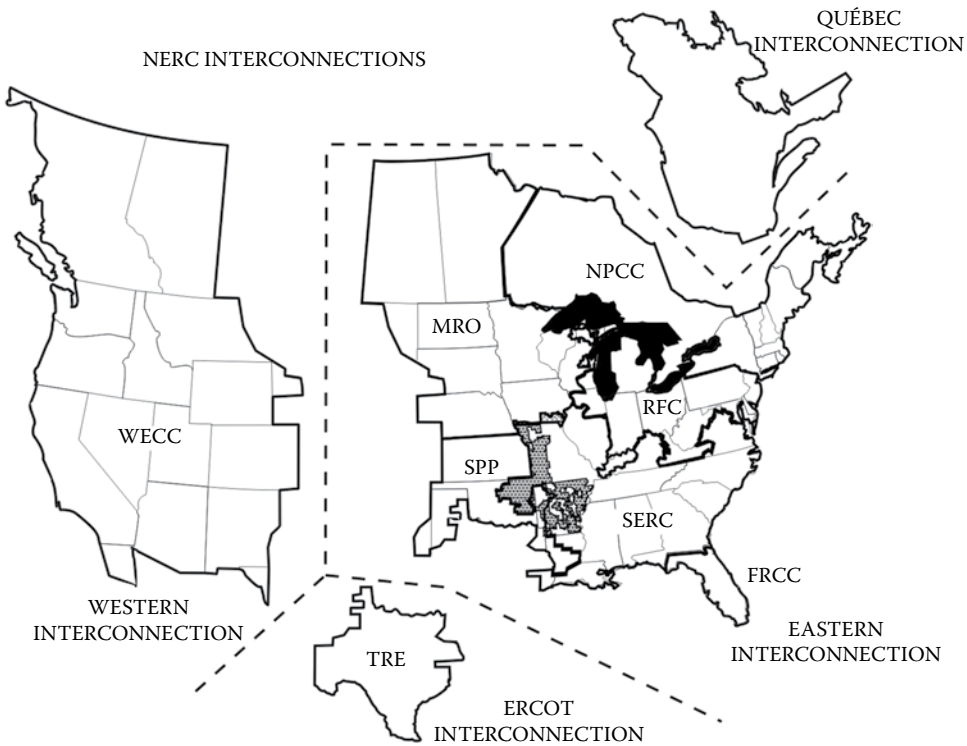 QUÉBEC
INTERCONNECTION
NERC INTERCONNECTIONS
NPCC
MRO
RFC
WECC
SPP
SERC
FRCC
WESTERN
INTERCONNECTION
EASTERN
INTERCONNECTION
TRE
ERCOT
INTERCONNECTION